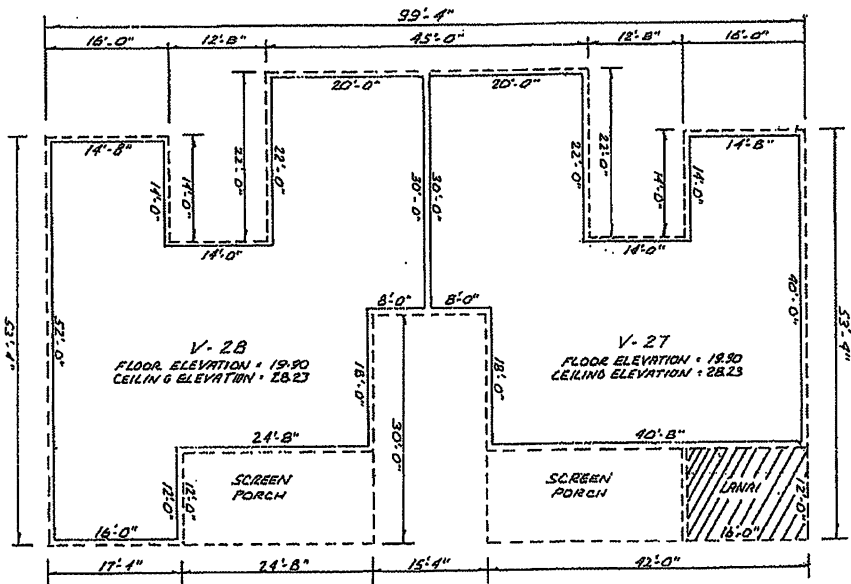 99'-4"
16'-0" 12'-8" 45'-0" 12'-8" 16'-0"
20'-0" 20'-0"
14'-8" 14'-8"
22'-0" 22'-0" 22'-0" 22'-0"
14'-0" 14'-0" 14'-0" 14'-0"
30'-0" 30'-0"
14'-0" 14'-0"
8'-0" 8'-0"
53'-4" 52'-0" 40'-0" 53'-4"
V-28
FLOOR ELEVATION = 19.90
CEILING ELEVATION = 28.23
V-27
FLOOR ELEVATION = 19.90
CEILING ELEVATION = 28.23
18'-0" 30'-0" 18'-0"
24'-8" 40'-8"
SCREEN
PORCH
SCREEN
PORCH
LANAI
12'-0" 12'-0" 12'-0"
16'-0" 16'-0"
17'-4" 24'-8" 15'-4" 42'-0"